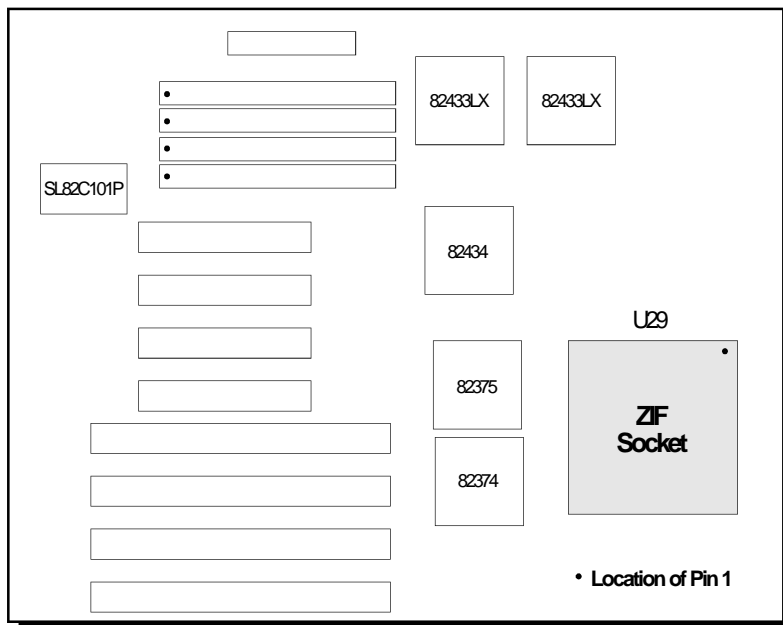 82433LX
82433LX
SL82C101P
82434
U29
82375
ZIF
Socket
82374
• Location of Pin 1